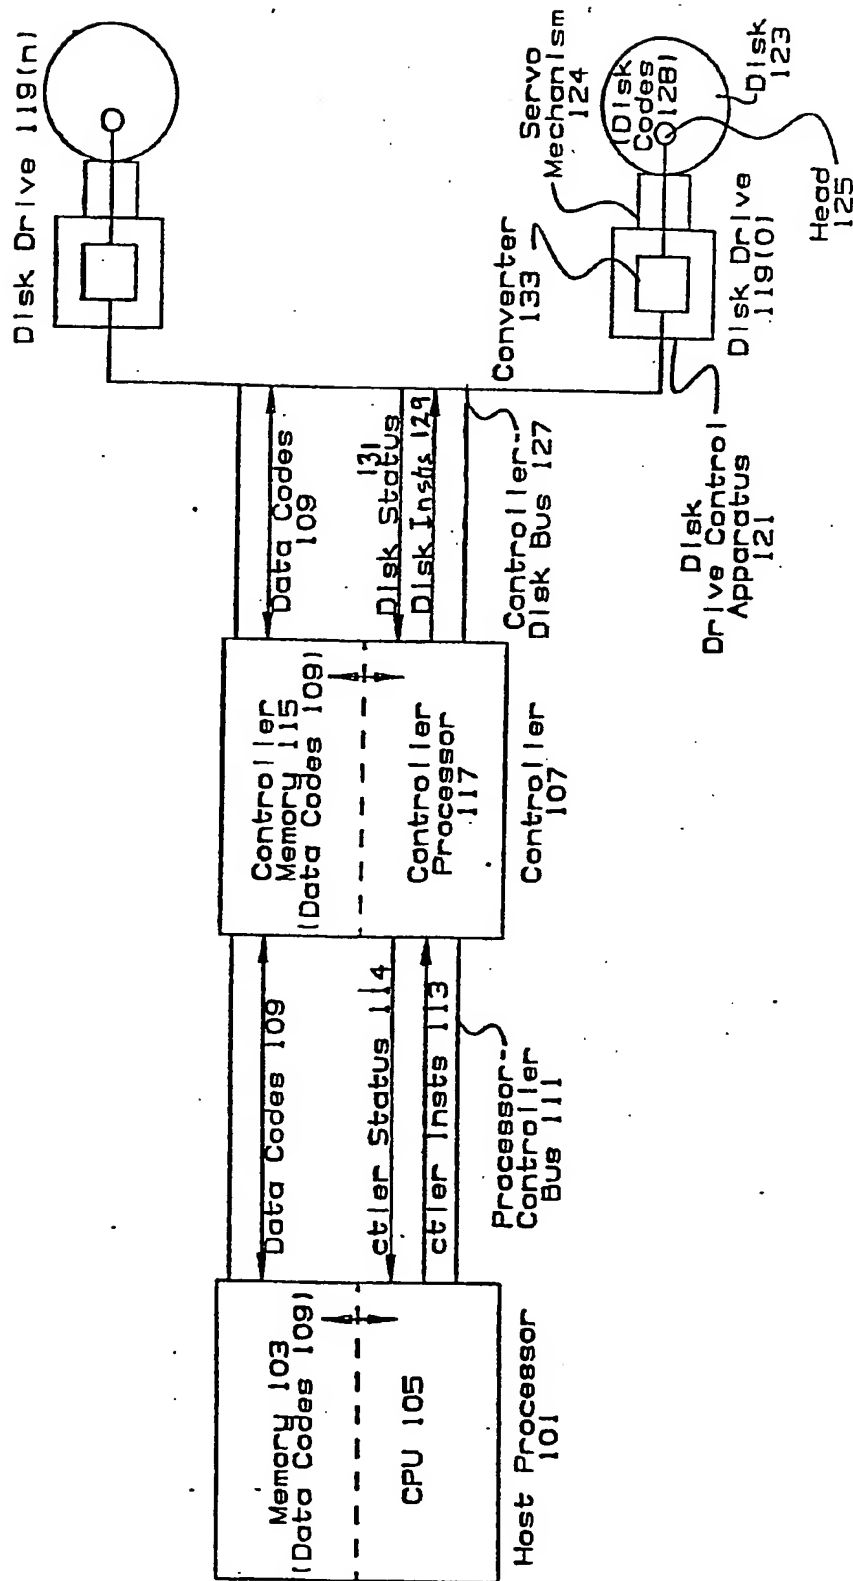 Memory 103
(Data Codes 109)
CPU 105
Host Processor
101
Data Codes 109
ctler Status 114
ctler Insts 113
Processor-
Controller
Bus 111
Controller
Memory 115
(Data Codes 109)
Controller
Processor
117
Controller
107
Data Codes
109
131
Disk Status
Disk Insts 129
Controller-
Disk Bus 127
Disk Drive 119(n)
Converter
133
Servo
Mechanism
124
(Disk
Codes
128)
Disk
123
Head
125
Disk Drive
119(0)
Disk
Drive Control
Apparatus
121